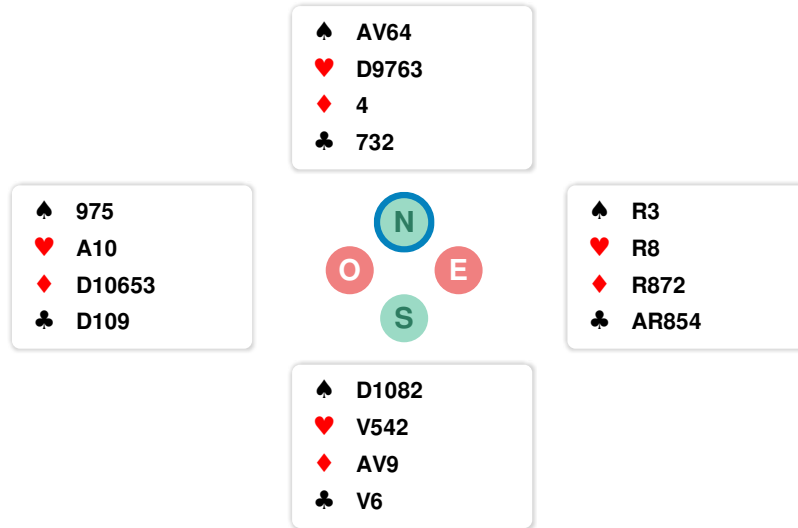 ♠ AV64
♥ D9763
♦ 4
♣ 732
♠ 975
♥ A10
♦ D10653
♣ D109
N
O
E
S
♠ R3
♥ R8
♦ R872
♣ AR854
♠ D1082
♥ V542
♦ AV9
♣ V6